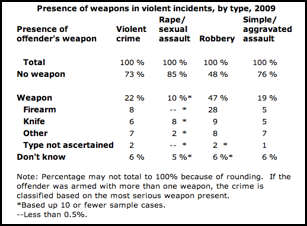 Presence of weapons in violent incidents, by type, 2009
Rape/ Simple/
Presence of Violent sexual aggravated
offender's weapon crime assault Robbery assault
Total 100 % 100 % 100 % 100 %
No weapon 73 % 85 % 48 % 76 %
Weapon 22 % 10 %* 47 % 19 %
Firearm 8 -- * 28 5
Knife 6 8 * 9 5
Other 7 2 * 8 7
Type not ascertained 2 -- * 2 * 1
Don't know 6 % 5 %* 6 %* 6 %
Note: Percentage may not total to 100% because of rounding. If the
offender was armed with more than one weapon, the crime is
classified based on the most serious weapon present.
*Based up 10 or fewer sample cases.
--Less than 0.5%.